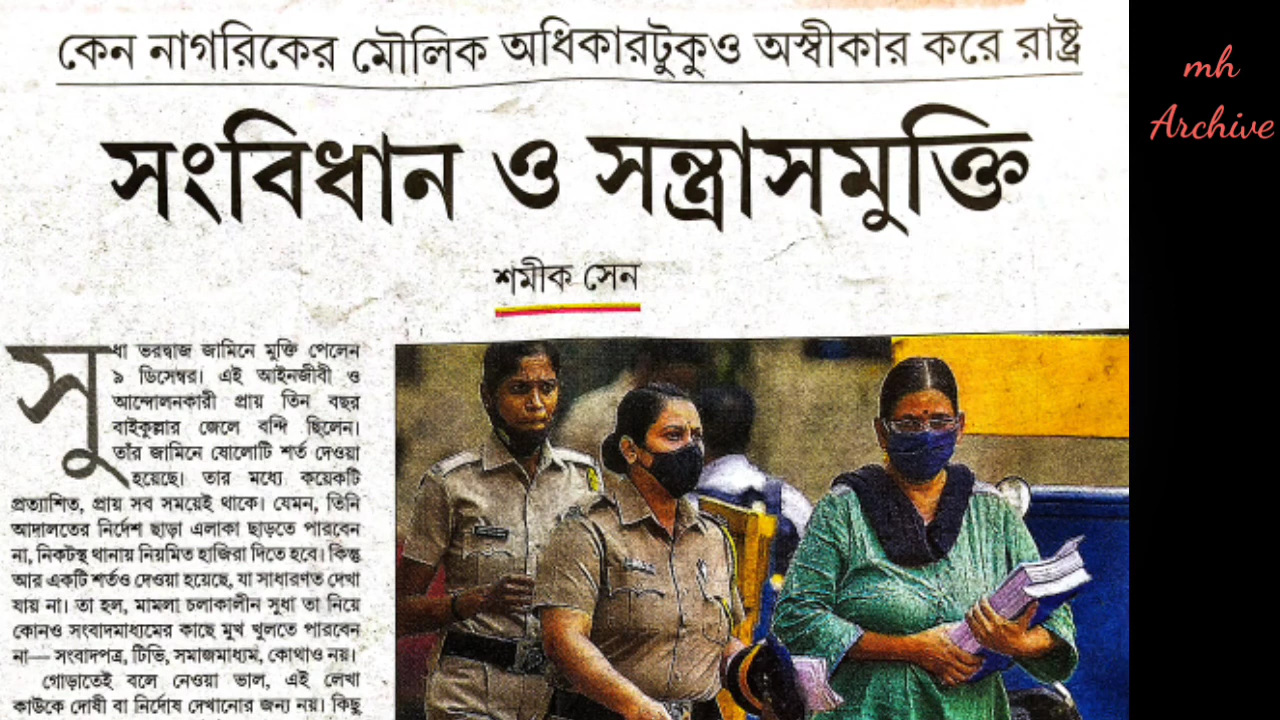 কেন নাগরিকের মৌলিক অধিকারটুকুও অস্বীকার করে রাষ্ট্র
সংবিধান ও সন্ত্রাসমুক্তি
শমীক সেন
সুধা ভরদ্বাজ জামিনে মুক্তি পেলেন
৯ ডিসেম্বর। এই আইনজীবী ও
আন্দোলনকারী প্রায় তিন বছর
বাইকুল্লার জেলে বন্দি ছিলেন।
তাঁর জামিনে ষোলোটি শর্ত দেওয়া
হয়েছে। তার মধ্যে কয়েকটি
প্রত্যাশিত, প্রায় সব সময়েই থাকে। যেমন, তিনি
আদালতের নির্দেশ ছাড়া এলাকা ছাড়তে পারবেন
না, নিকটস্থ থানায় নিয়মিত হাজিরা দিতে হবে। কিন্তু
আর একটি শর্তও দেওয়া হয়েছে, যা সাধারণত দেখা
যায় না। তা হল, মামলা চলাকালীন সুধা তা নিয়ে
কোনও সংবাদমাধ্যমের কাছে মুখ খুলতে পারবেন
না— সংবাদপত্র, টিভি, সমাজমাধ্যম, কোথাও নয়।
গোড়াতেই বলে নেওয়া ভাল, এই লেখা
কাউকে দোষী বা নির্দোষ দেখানোর জন্য নয়। কিছু
mh
Archive